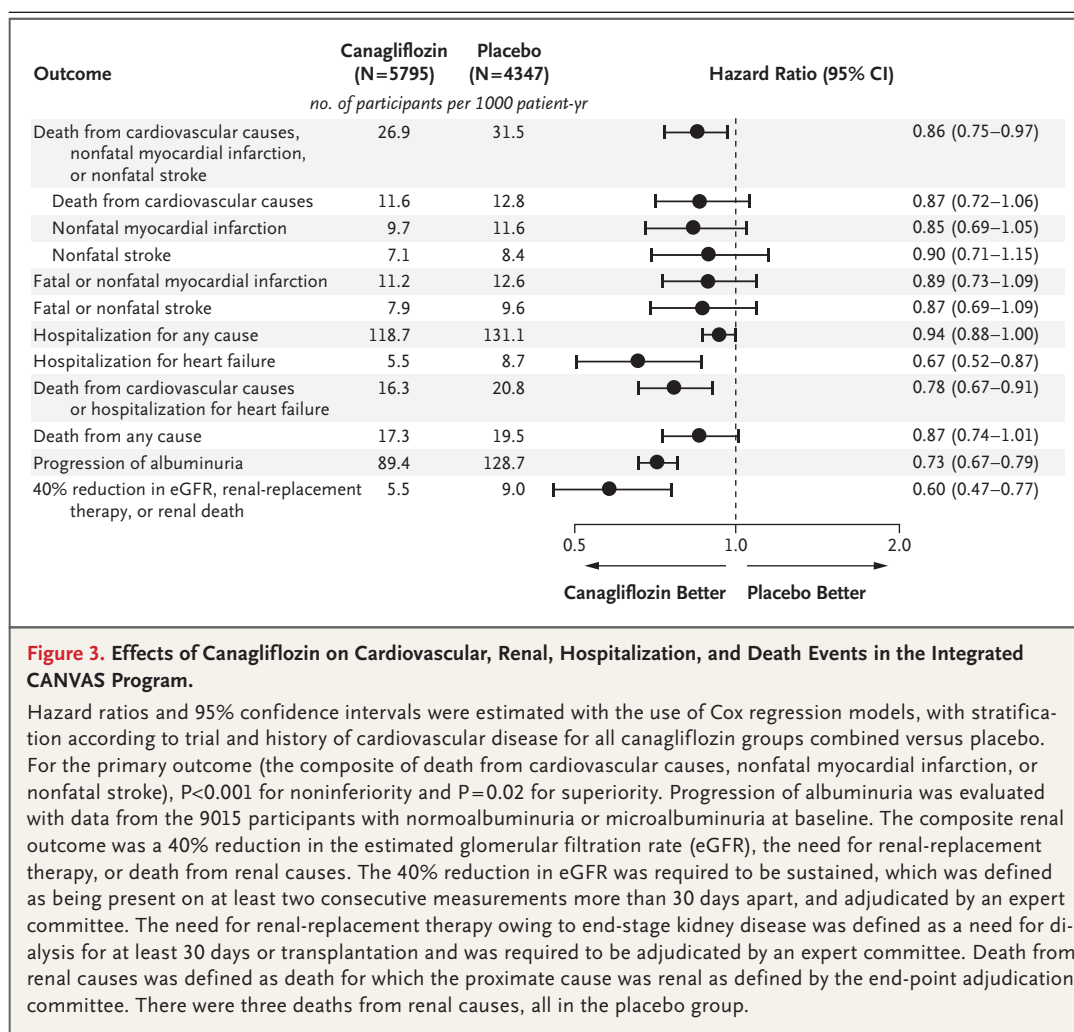 Outcome Canagliflozin (N=5795) Placebo (N=4347) Hazard Ratio (95% CI)
no. of participants per 1000 patient-yr
Death from cardiovascular causes, 26.9 31.5 0.86 (0.75–0.97)
nonfatal myocardial infarction,
or nonfatal stroke
Death from cardiovascular causes 11.6 12.8 0.87 (0.72–1.06)
Nonfatal myocardial infarction 9.7 11.6 0.85 (0.69–1.05)
Nonfatal stroke 7.1 8.4 0.90 (0.71–1.15)
Fatal or nonfatal myocardial infarction 11.2 12.6 0.89 (0.73–1.09)
Fatal or nonfatal stroke 7.9 9.6 0.87 (0.69–1.09)
Hospitalization for any cause 118.7 131.1 0.94 (0.88–1.00)
Hospitalization for heart failure 5.5 8.7 0.67 (0.52–0.87)
Death from cardiovascular causes 16.3 20.8 0.78 (0.67–0.91)
or hospitalization for heart failure
Death from any cause 17.3 19.5 0.87 (0.74–1.01)
Progression of albuminuria 89.4 128.7 0.73 (0.67–0.79)
40% reduction in eGFR, renal-replacement 5.5 9.0 0.60 (0.47–0.77)
therapy, or renal death
0.5 1.0 2.0
Canagliflozin Better Placebo Better
Figure 3. Effects of Canagliflozin on Cardiovascular, Renal, Hospitalization, and Death Events in the Integrated
CANVAS Program.
Hazard ratios and 95% confidence intervals were estimated with the use of Cox regression models, with stratifica-
tion according to trial and history of cardiovascular disease for all canagliflozin groups combined versus placebo.
For the primary outcome (the composite of death from cardiovascular causes, nonfatal myocardial infarction, or
nonfatal stroke), P<0.001 for noninferiority and P=0.02 for superiority. Progression of albuminuria was evaluated
with data from the 9015 participants with normoalbuminuria or microalbuminuria at baseline. The composite renal
outcome was a 40% reduction in the estimated glomerular filtration rate (eGFR), the need for renal-replacement
therapy, or death from renal causes. The 40% reduction in eGFR was required to be sustained, which was defined
as being present on at least two consecutive measurements more than 30 days apart, and adjudicated by an expert
committee. The need for renal-replacement therapy owing to end-stage kidney disease was defined as a need for di-
alysis for at least 30 days or transplantation and was required to be adjudicated by an expert committee. Death from
renal causes was defined as death for which the proximate cause was renal as defined by the end-point adjudication
committee. There were three deaths from renal causes, all in the placebo group.